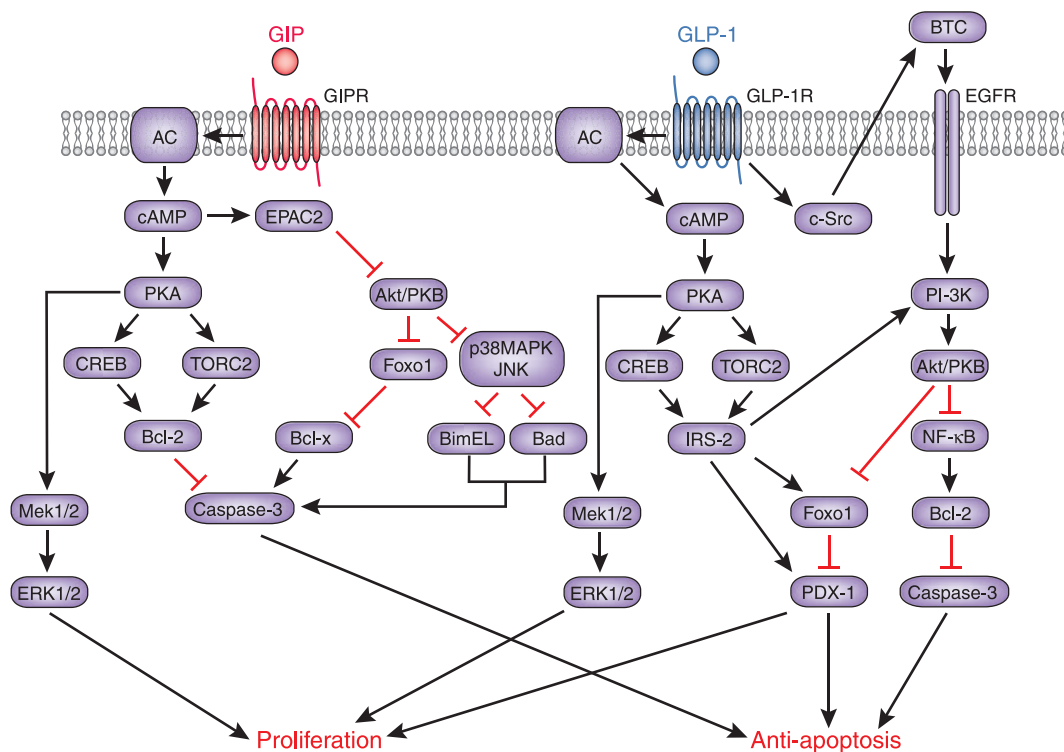 BTC
GIP
GLP-1
GIPR
GLP-1R
EGFR
AC
AC
cAMP
EPAC2
cAMP
c-Src
PKA
Akt/PKB
PKA
PI-3K
CREB
TORC2
Foxo1
p38MAPK
JNK
CREB
TORC2
Akt/PKB
Bcl-2
Bcl-x
BimEL
Bad
IRS-2
NF-κB
Mek1/2
Caspase-3
Mek1/2
Foxo1
Bcl-2
ERK1/2
ERK1/2
PDX-1
Caspase-3
Proliferation
Anti-apoptosis